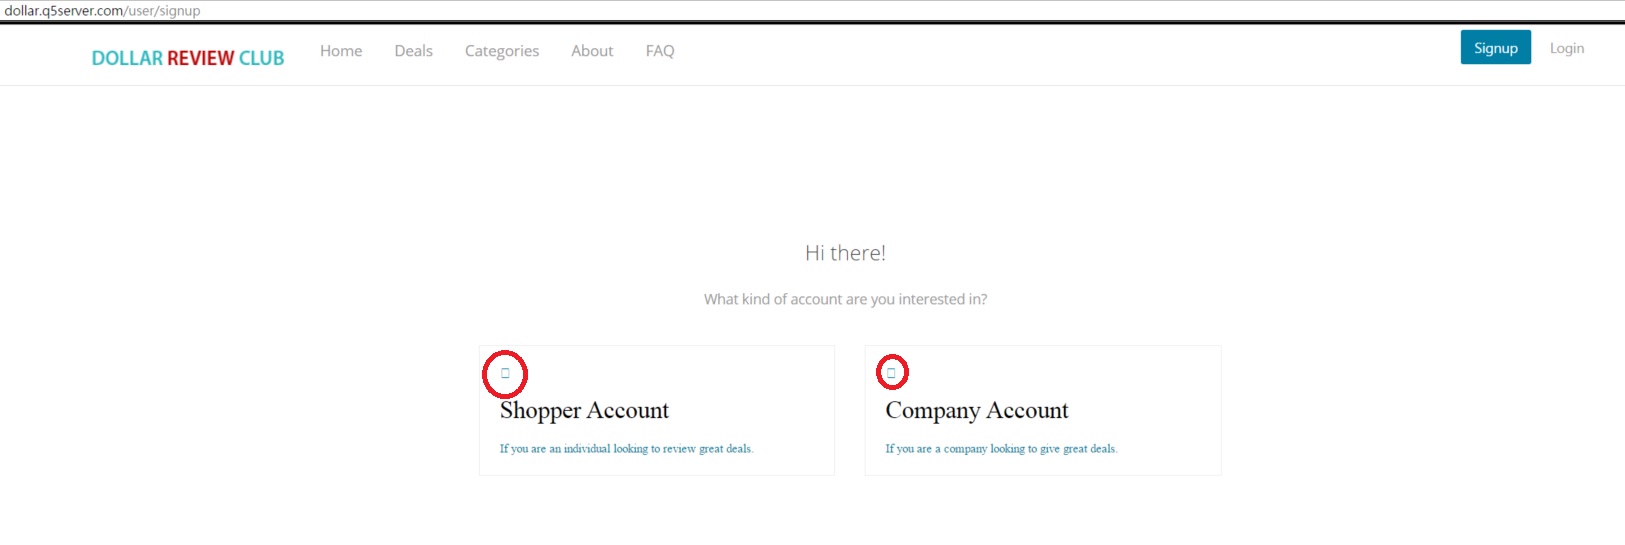 dollar.q5server.com/user/signup
DOLLAR REVIEW CLUB Home Deals Categories About FAQ Signup Login
Hi there!
What kind of account are you interested in?
Shopper Account
If you are an individual looking to review great deals.
Company Account
If you are a company looking to give great deals.